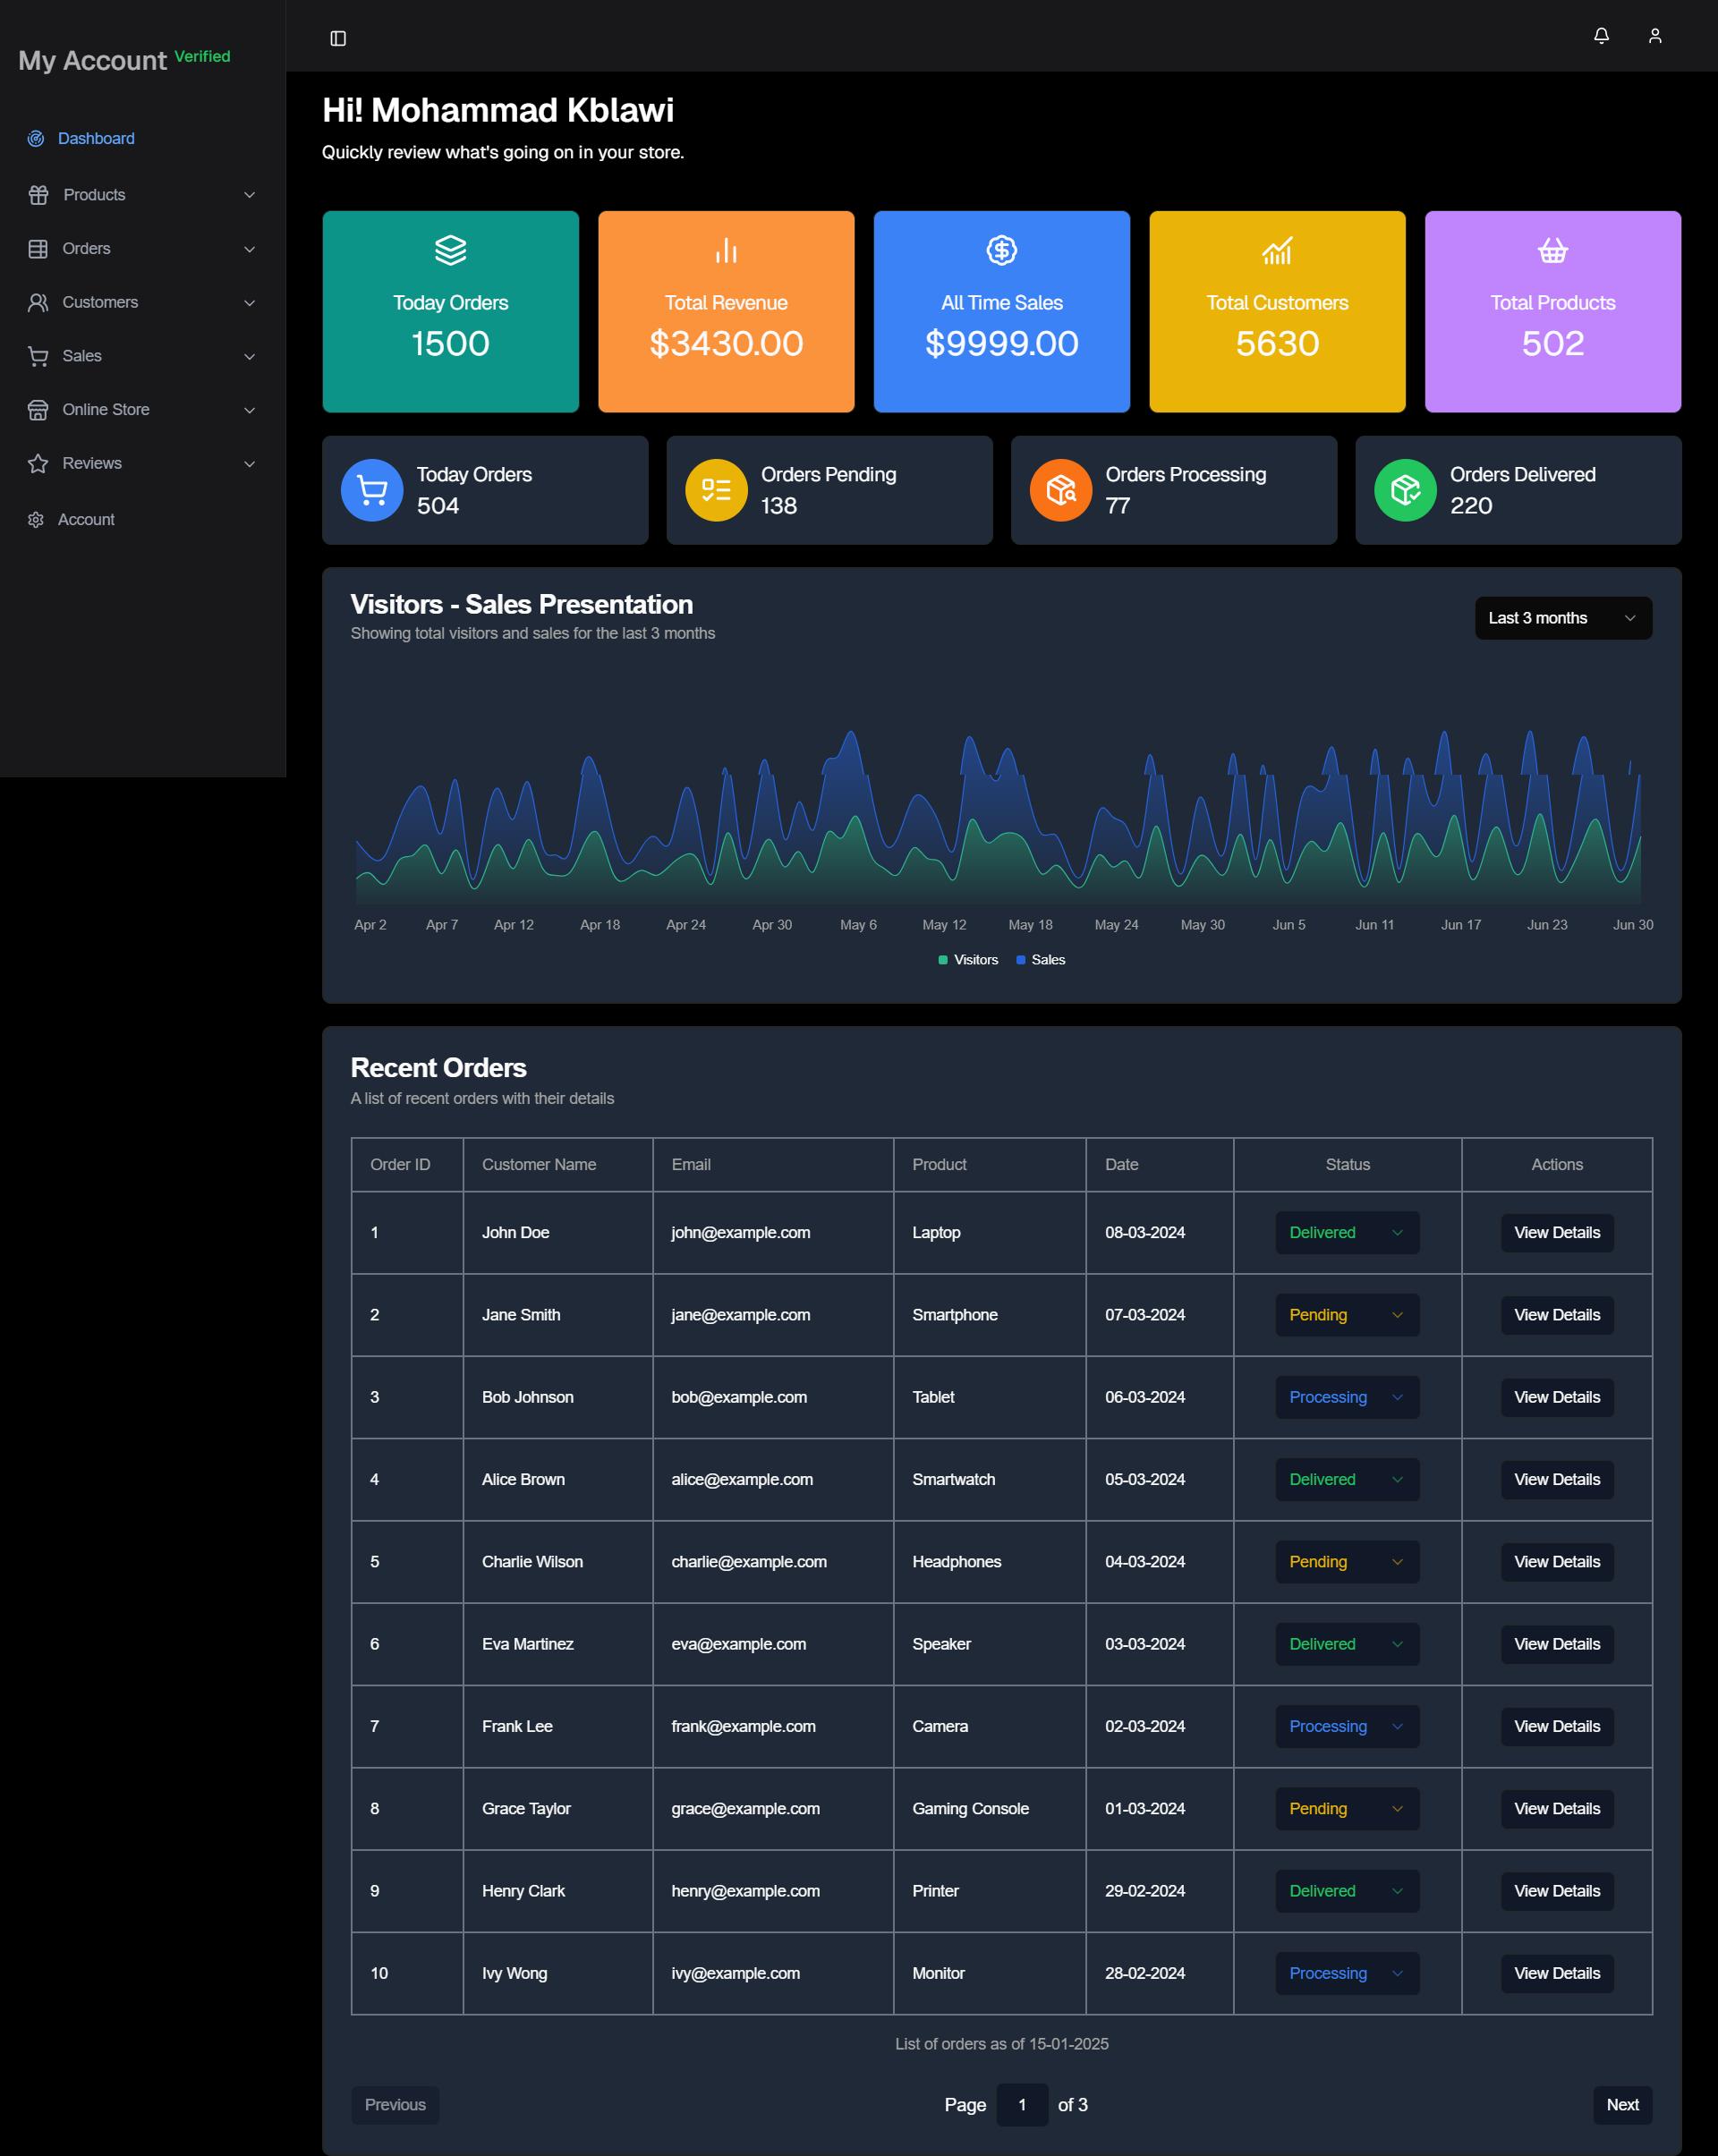 My Account Verified
Dashboard
Products
Orders
Customers
Sales
Online Store
Reviews
Account
Hi! Mohammad Kblawi
Quickly review what's going on in your store.
Today Orders
1500
Total Revenue
$3430.00
All Time Sales
$9999.00
Total Customers
5630
Total Products
502
Today Orders
504
Orders Pending
138
Orders Processing
77
Orders Delivered
220
Visitors - Sales Presentation
Showing total visitors and sales for the last 3 months
Last 3 months
Apr 2 Apr 7 Apr 12 Apr 18 Apr 24 Apr 30 May 6 May 12 May 18 May 24 May 30 Jun 5 Jun 11 Jun 17 Jun 23 Jun 30
Visitors Sales
Recent Orders
A list of recent orders with their details
Order ID Customer Name Email Product Date Status Actions
1 John Doe john@example.com Laptop 08-03-2024 Delivered View Details
2 Jane Smith jane@example.com Smartphone 07-03-2024 Pending View Details
3 Bob Johnson bob@example.com Tablet 06-03-2024 Processing View Details
4 Alice Brown alice@example.com Smartwatch 05-03-2024 Delivered View Details
5 Charlie Wilson charlie@example.com Headphones 04-03-2024 Pending View Details
6 Eva Martinez eva@example.com Speaker 03-03-2024 Delivered View Details
7 Frank Lee frank@example.com Camera 02-03-2024 Processing View Details
8 Grace Taylor grace@example.com Gaming Console 01-03-2024 Pending View Details
9 Henry Clark henry@example.com Printer 29-02-2024 Delivered View Details
10 Ivy Wong ivy@example.com Monitor 28-02-2024 Processing View Details
List of orders as of 15-01-2025
Previous Page 1 of 3 Next